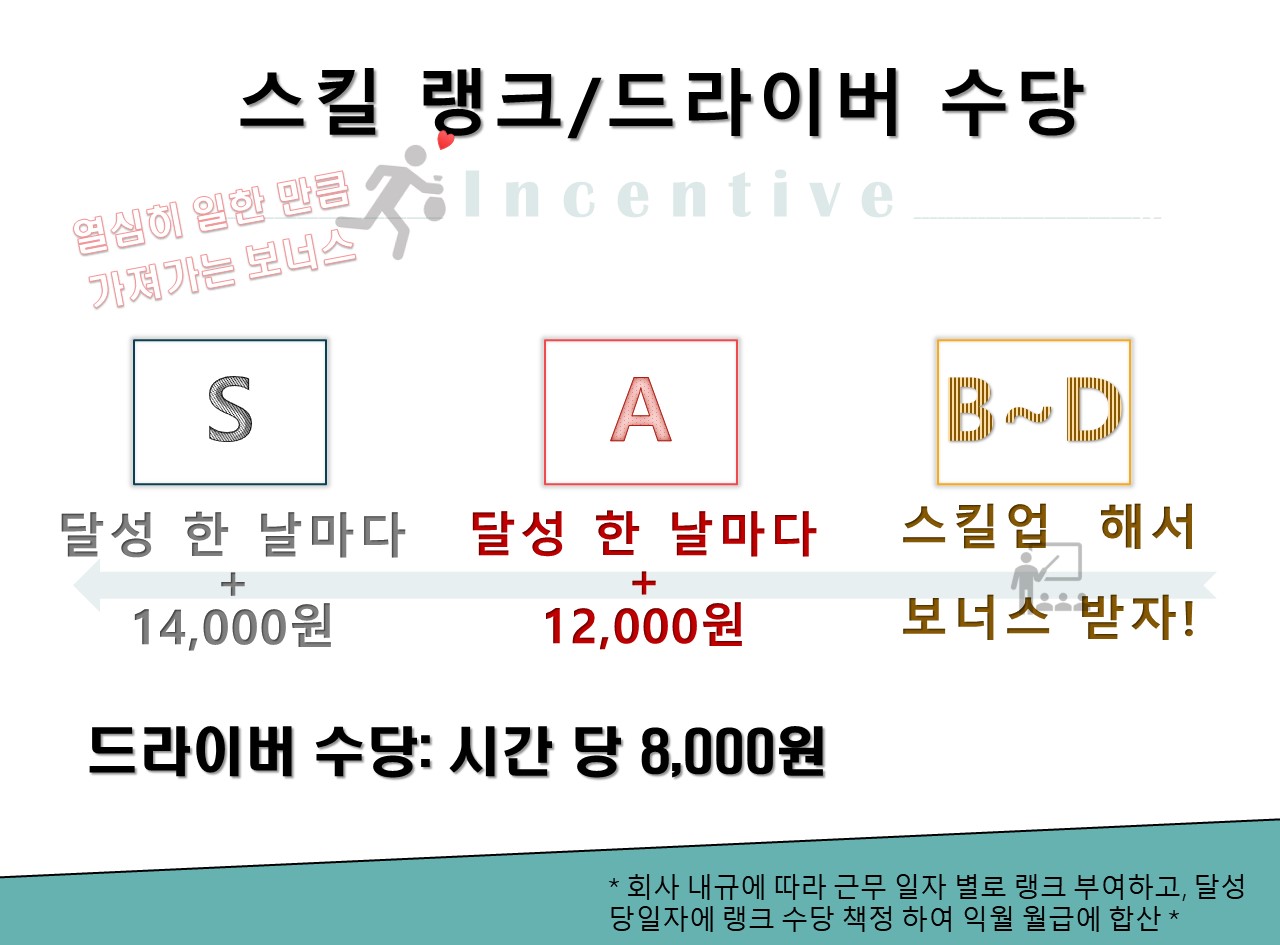 스킬 랭크/드라이버 수당
Incentive
열심히 일한 만큼
가져가는 보너스
S
달성 한 날마다
+
14,000원
A
달성 한 날마다
+
12,000원
B~D
스킬업 해서
보너스 받자!
드라이버 수당: 시간 당 8,000원
* 회사 내규에 따라 근무 일자 별로 랭크 부여하고, 달성
당일자에 랭크 수당 책정 하여 익월 월급에 합산 *